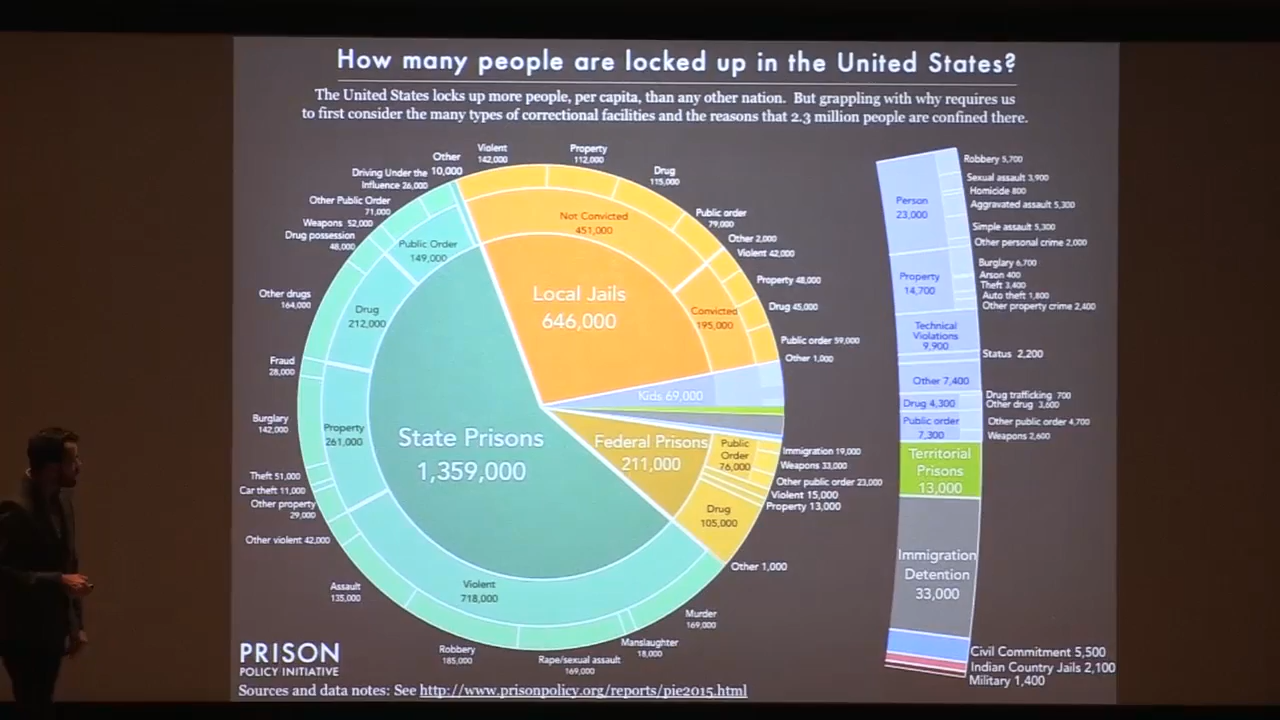 How many people are locked up in the United States?
The United States locks up more people, per capita, than any other nation. But grappling with why requires us
to first consider the many types of correctional facilities and the reasons that 2.3 million people are confined there.
Violent
142,000
Property
112,000
Drug
115,000
Public order
79,000
Other 2,000
Violent 42,000
Property 48,000
Drug 45,000
Public order 59,000
Other 1,000
Other
10,000
Driving Under the
Influence 26,000
Other Public Order
71,000
Weapons 52,000
Drug possession
48,000
Other drugs
164,000
Fraud
28,000
Burglary
142,000
Theft 51,000
Car theft 11,000
Other property
29,000
Other violent 42,000
Assault
135,000
Robbery
185,000
Rape/sexual assault
169,000
Manslaughter
18,000
Murder
169,000
Not Convicted
451,000
Local Jails
646,000
Convicted
195,000
Public Order
149,000
Drug
212,000
Property
261,000
State Prisons
1,359,000
Violent
718,000
Kids 69,000
Federal Prisons
211,000
Public
Order
76,000
Drug
105,000
Immigration 19,000
Weapons 33,000
Other public order 23,000
Violent 15,000
Property 13,000
Other 1,000
Person
23,000
Robbery 5,700
Sexual assault 3,900
Homicide 800
Aggravated assault 5,300
Simple assault 5,300
Other personal crime 2,000
Property
14,700
Burglary 6,700
Arson 400
Theft 3,400
Auto theft 1,800
Other property crime 2,400
Technical
Violations
9,900
Status 2,200
Other 7,400
Drug 4,300
Drug trafficking 700
Other drug 3,600
Public order
7,300
Other public order 4,700
Weapons 2,600
Territorial
Prisons
13,000
Immigration
Detention
33,000
Civil Commitment 5,500
Indian Country Jails 2,100
Military 1,400
PRISON
POLICY INITIATIVE
Sources and data notes: See http://www.prisonpolicy.org/reports/pie2015.html